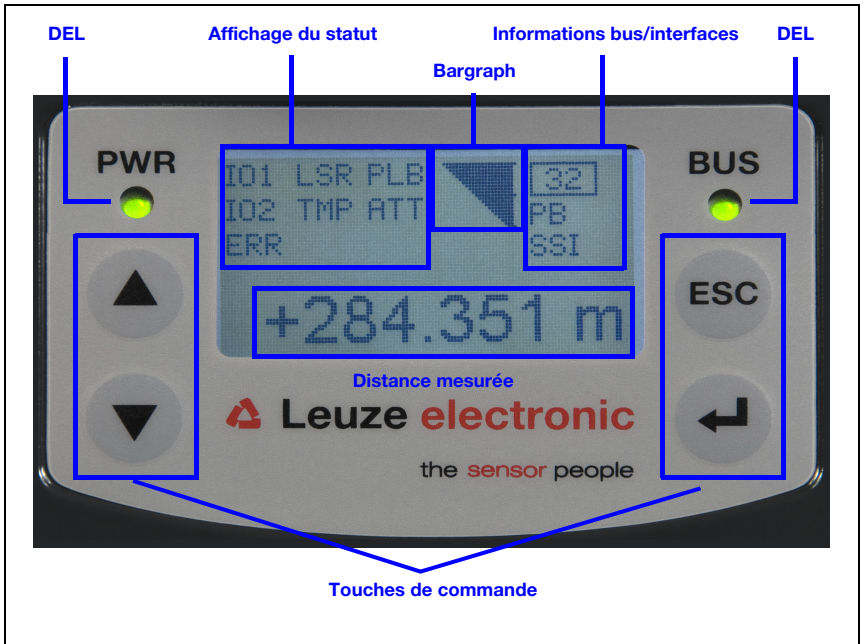 DEL Affichage du statut Informations bus/interfaces DEL
Bargraph
PWR BUS
IO1 LSR PLB 32
IO2 TMP ATT PB
ERR SSI
ESC
+284.351 m
Distance mesurée
Leuze electronic
the sensor people
Touches de commande